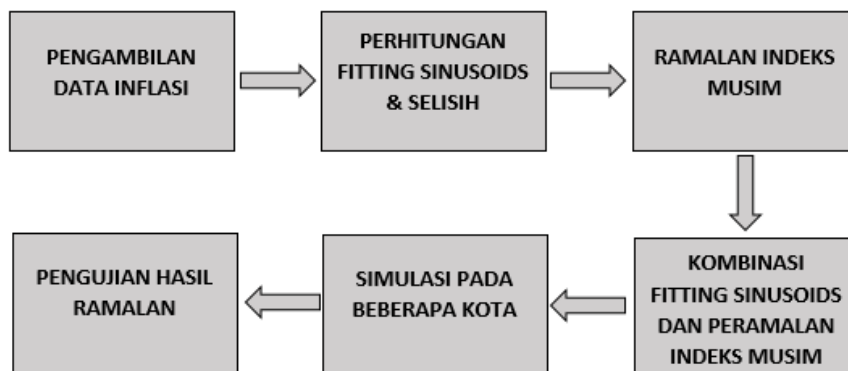 PENGAMBILAN
DATA INFLASI
PERHITUNGAN
FITTING SINUSOIDS
& SELISIH
RAMALAN INDEKS
MUSIM
KOMBINASI
FITTING SINUSOIDS
DAN PERAMALAN
INDEKS MUSIM
SIMULASI PADA
BEBERAPA KOTA
PENGUJIAN HASIL
RAMALAN